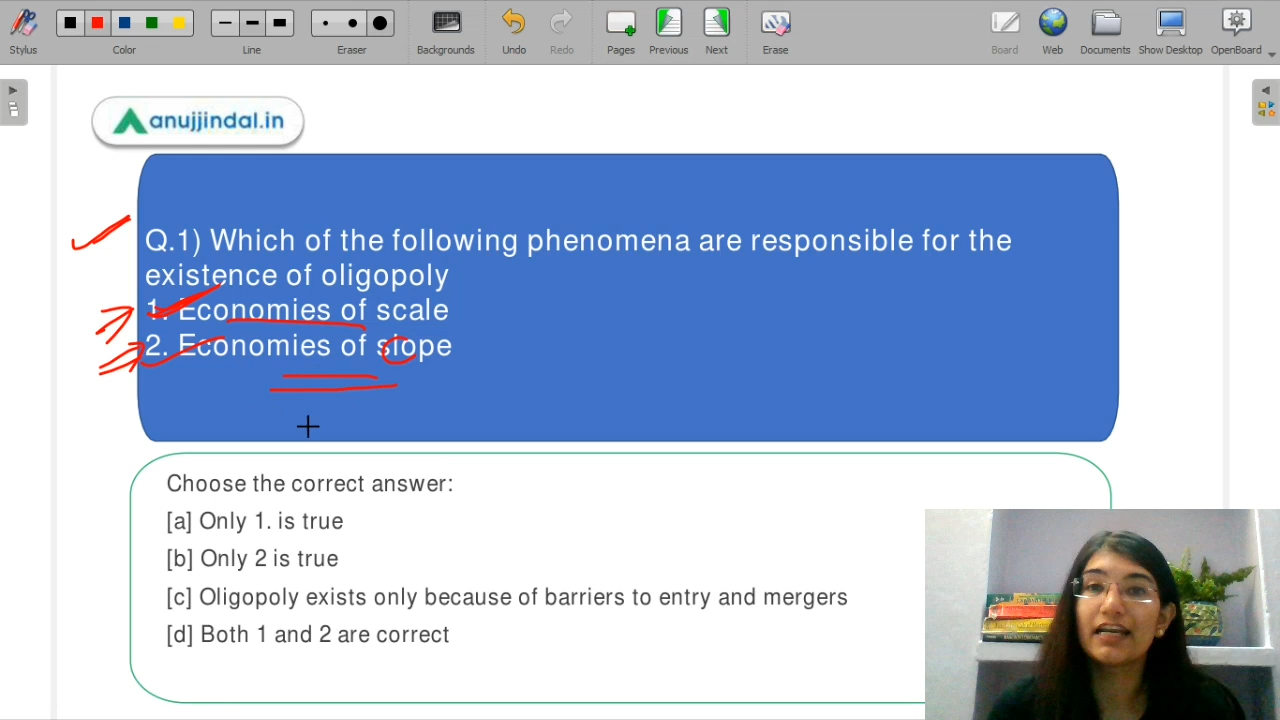 Stylus
Color
Line
Eraser
Backgrounds
Undo
Redo
Pages
Previous
Next
Erase
Board
Web
Documents
Show Desktop
OpenBoard
anujjindal.in
Q.1) Which of the following phenomena are responsible for the
existence of oligopoly
1. Economies of scale
2. Economies of slope
Choose the correct answer:
[a] Only 1. is true
[b] Only 2 is true
[c] Oligopoly exists only because of barriers to entry and mergers
[d] Both 1 and 2 are correct